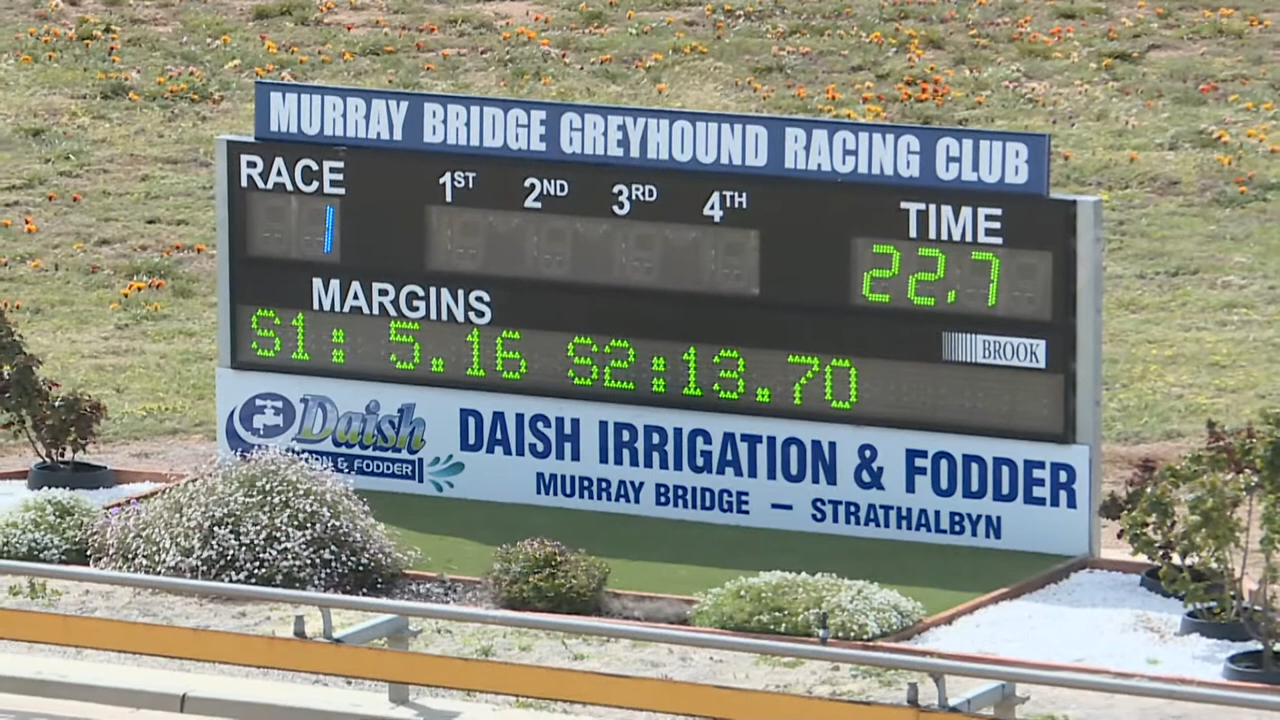 MURRAY BRIDGE GREYHOUND RACING CLUB
RACE 1ST 2ND 3RD 4TH TIME
1 22.7
MARGINS
BROOK
S1: 5.16 S2:13.70
Daish
& FODDER
DAISH IRRIGATION & FODDER
MURRAY BRIDGE – STRATHALBYN